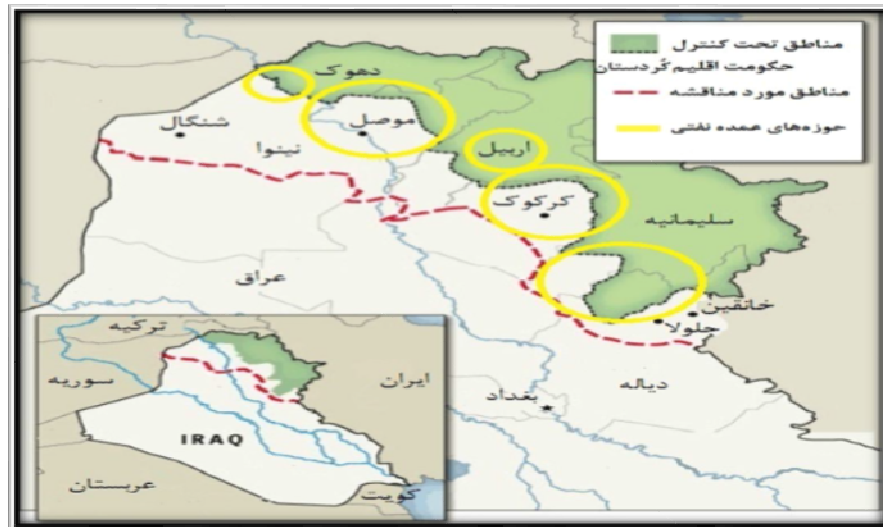 مناطق تحت کنترل
حکومت اقلیم کُردستان
مناطق مورد مناقشه
حوزه‌های عمده نفتی
دهوک
موصل
شنگال
نینوا
اربیل
کرکوک
سلیمانیه
عراق
خانقین
جلولا
دیاله
بغداد
ترکیه
سوریه
ایران
IRAQ
عربستان
کویت